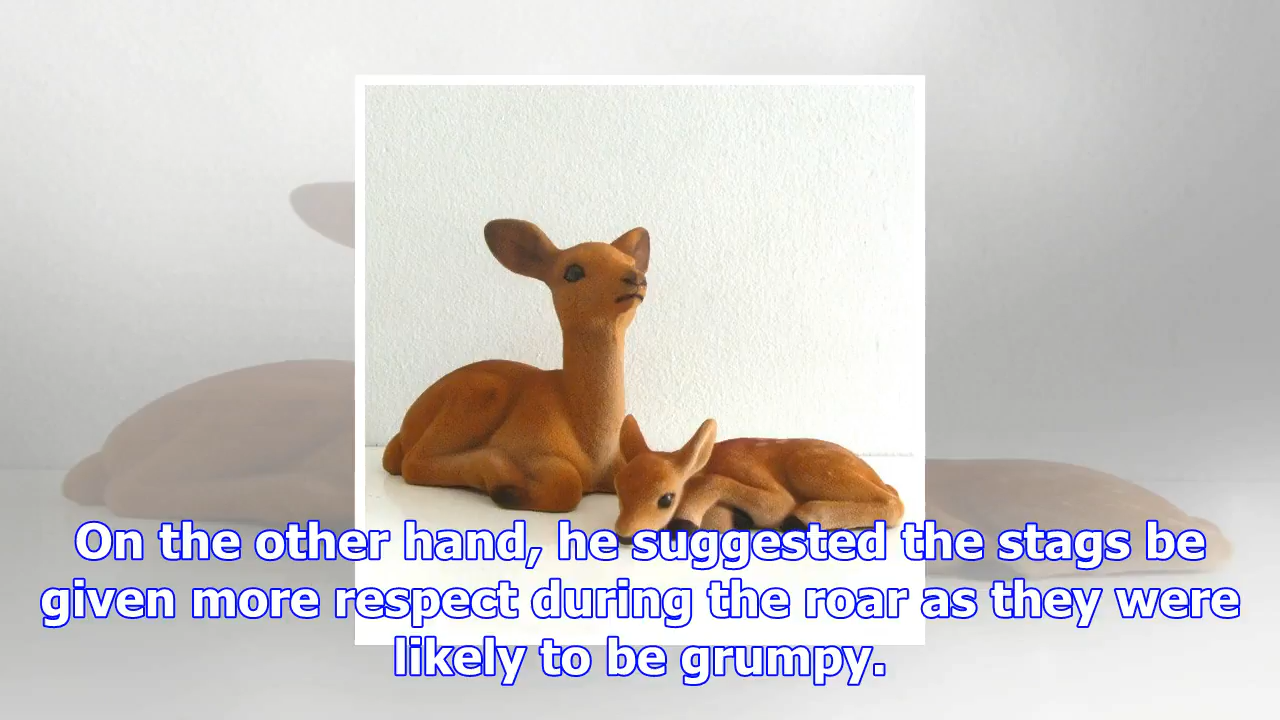 On the other hand, he suggested the stags be
given more respect during the roar as they were
likely to be grumpy.